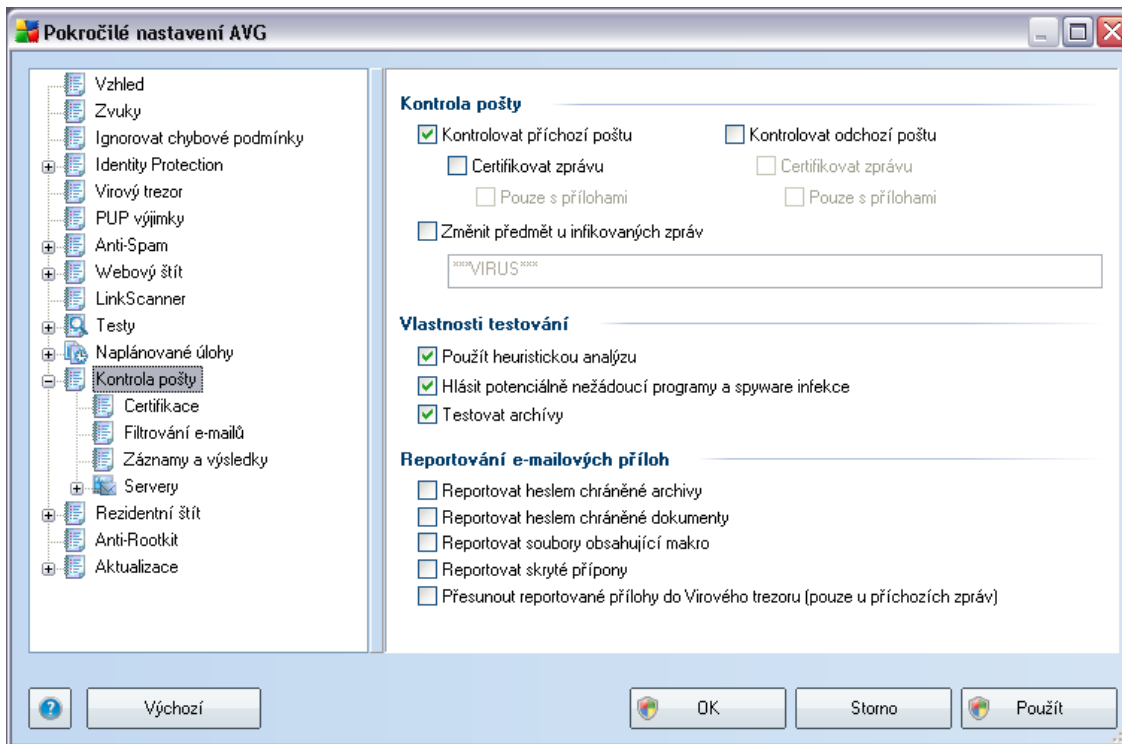 Pokročilé nastavení AVG
Vzhled
Zvuky
Ignorovat chybové podmínky
Identity Protection
Virový trezor
PUP výjimky
Anti-Spam
Webový štít
LinkScanner
Testy
Naplánované úlohy
Kontrola pošty
Certifikace
Filtrování e-mailů
Záznamy a výsledky
Servery
Rezidentní štít
Anti-Rootkit
Aktualizace
Kontrola pošty
Kontrolovat příchozí poštu
Kontrolovat odchozí poštu
Certifikovat zprávu
Certifikovat zprávu
Pouze s přílohami
Pouze s přílohami
Změnit předmět u infikovaných zpráv
***VIRUS***
Vlastnosti testování
Použít heuristickou analýzu
Hlásit potenciálně nežádoucí programy a spyware infekce
Testovat archívy
Reportování e-mailových příloh
Reportovat heslem chráněné archivy
Reportovat heslem chráněné dokumenty
Reportovat soubory obsahující makro
Reportovat skryté přípony
Přesunout reportované přílohy do Virového trezoru (pouze u příchozích zpráv)
?
Výchozí
OK
Storno
Použít